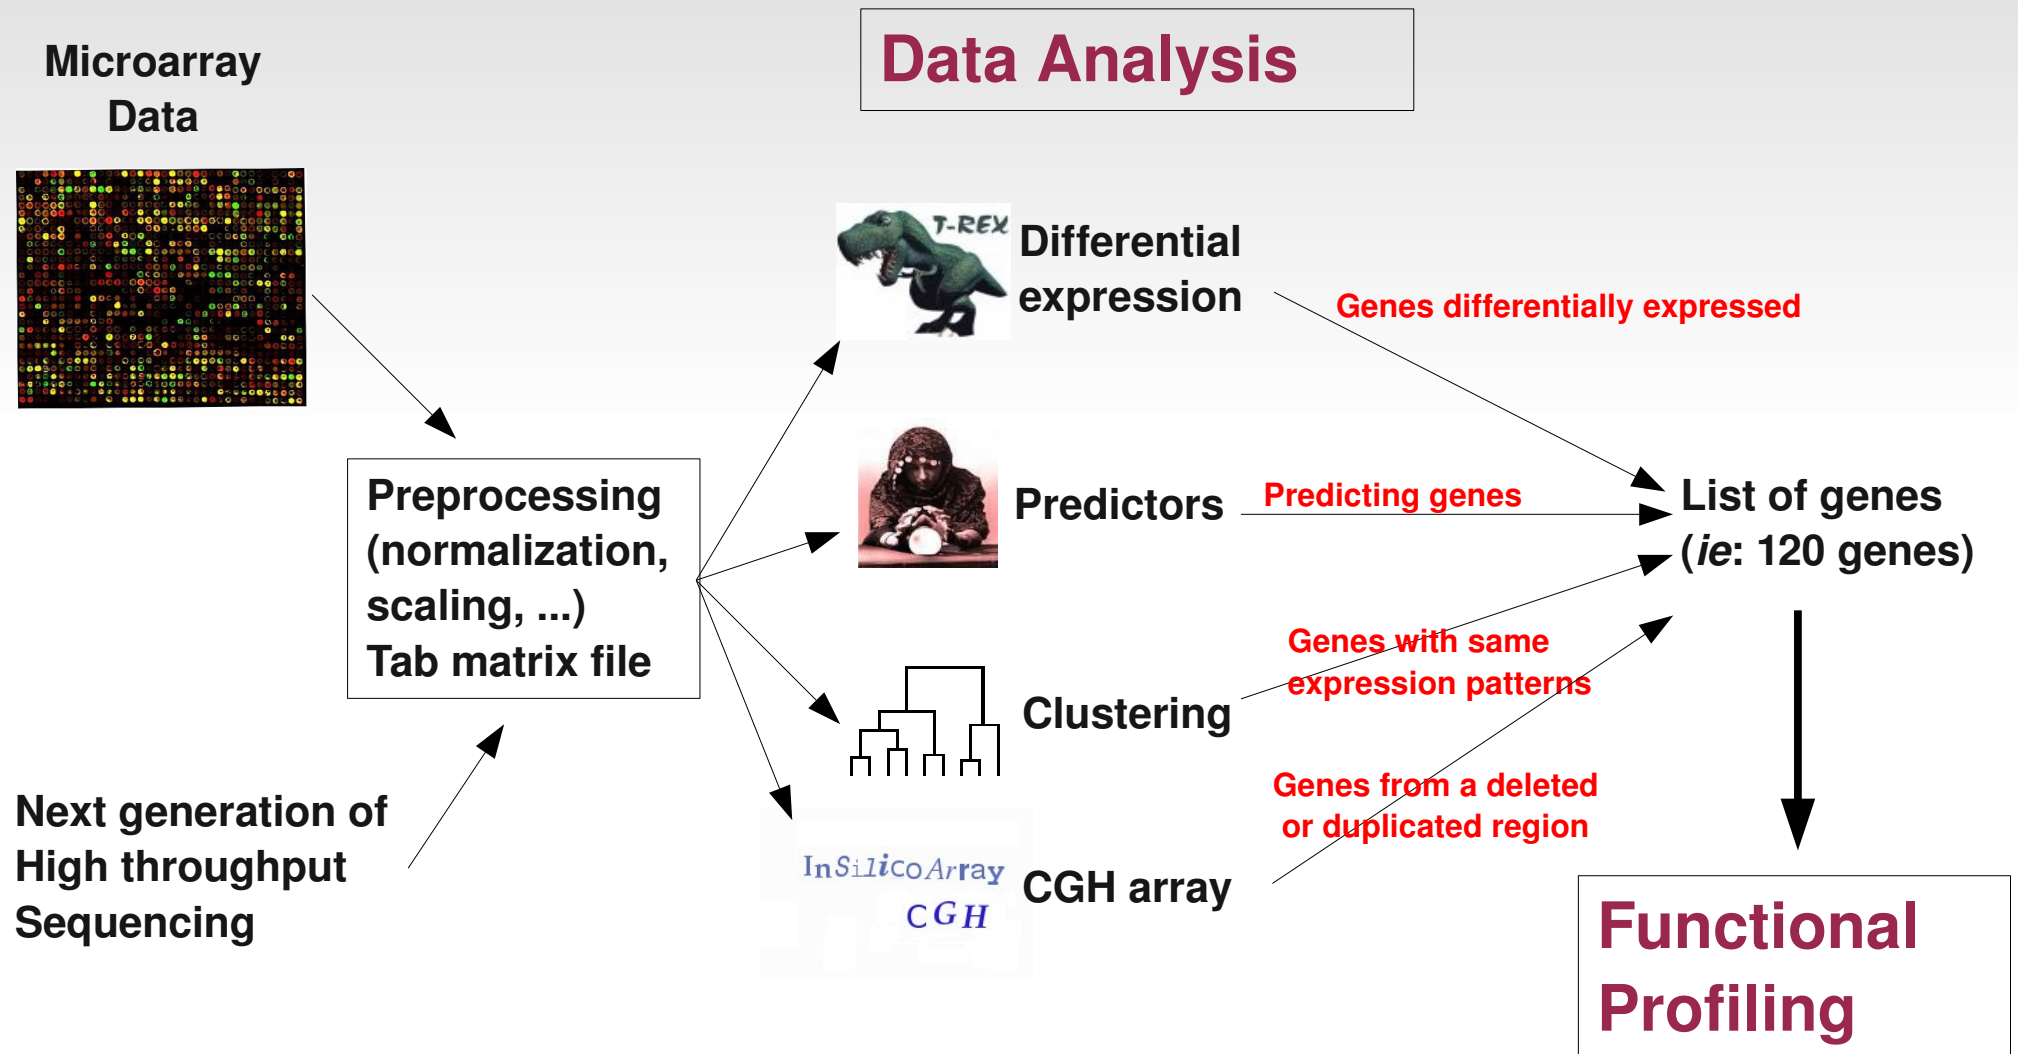 Data Analysis
Microarray
Data
T-REX
Differential
expression
Genes differentially expressed
Preprocessing
(normalization,
scaling, ...)
Tab matrix file
Predictors
Predicting genes
List of genes
(ie: 120 genes)
Genes with same
expression patterns
Clustering
Next generation of
High throughput
Sequencing
Genes from a deleted
or duplicated region
InSilicoArray
CGH
CGH array
Functional
Profiling